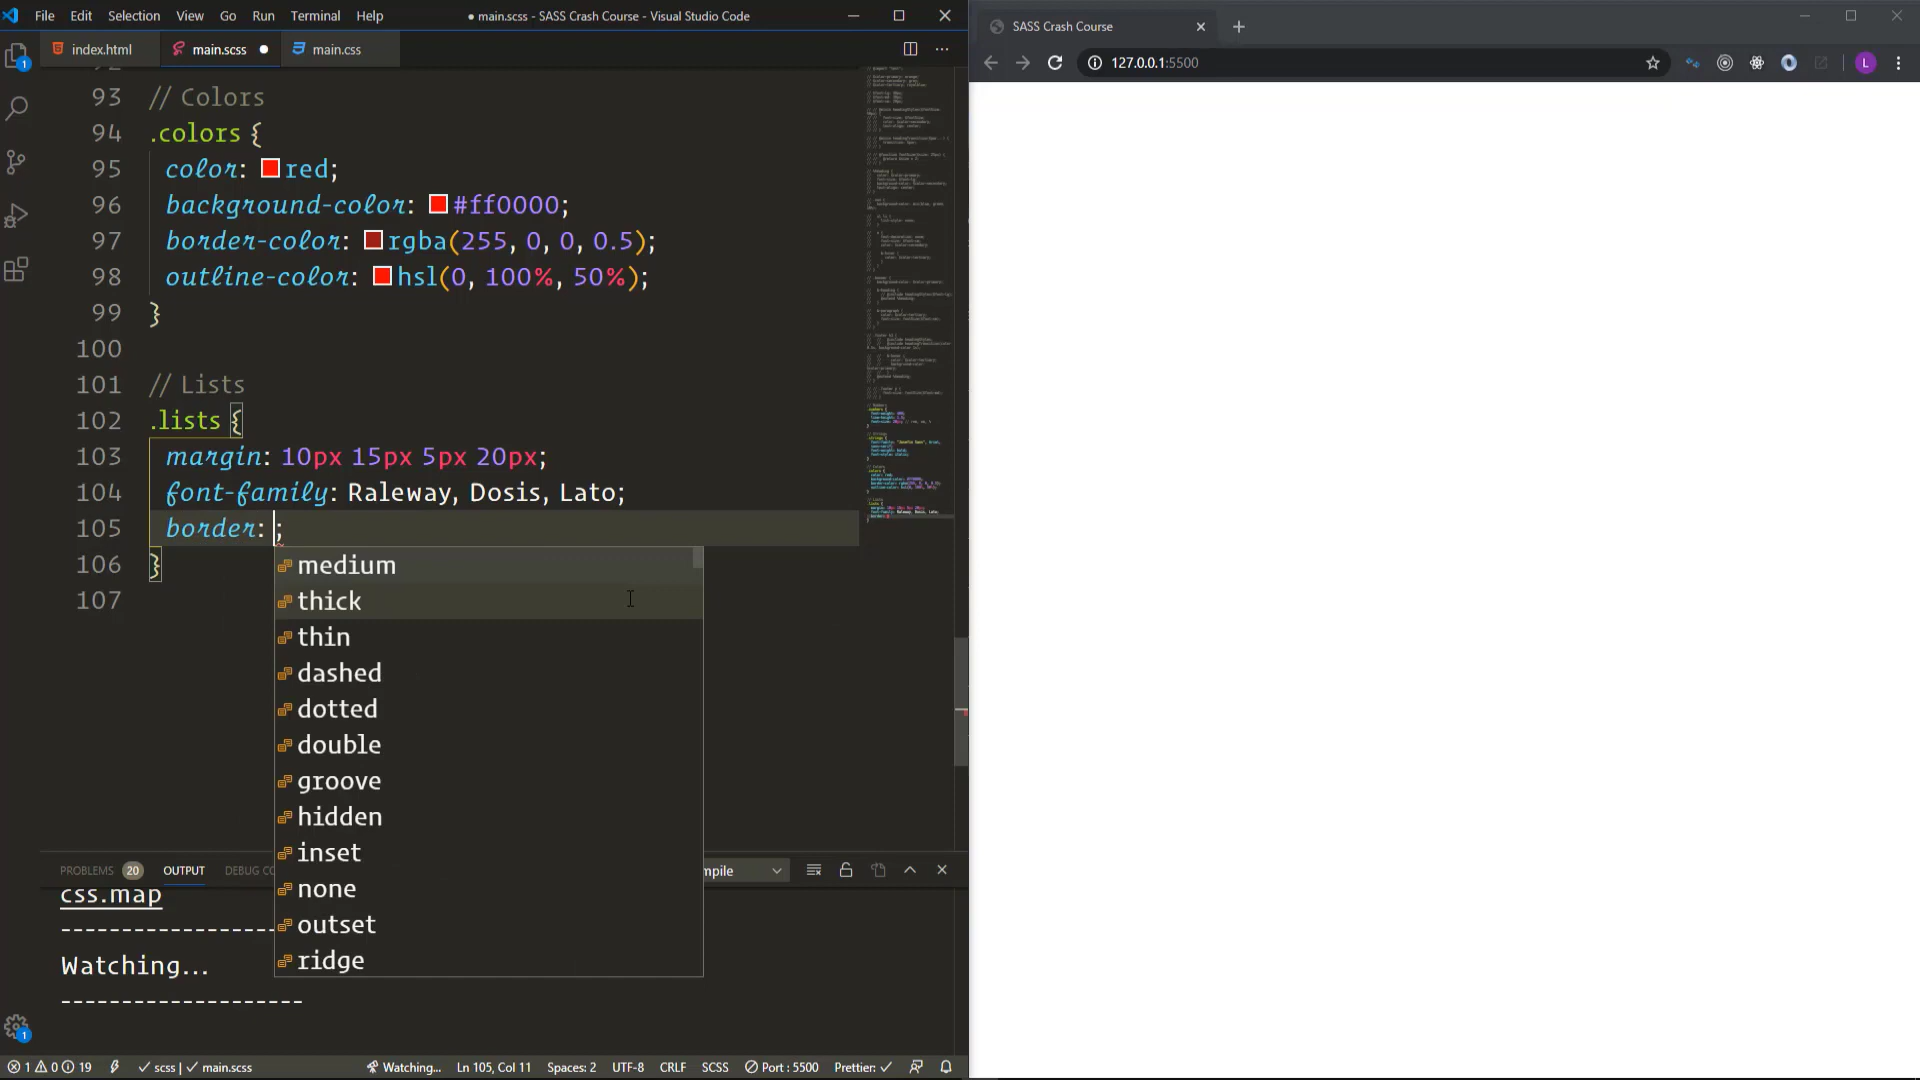 File Edit Selection View Go Run Terminal Help
● main.scss - SASS Crash Course - Visual Studio Code
SASS Crash Course
index.html main.scss main.css
127.0.0.1:5500
L
1
93 // Colors
94 .colors {
95 color: red;
96 background-color: #ff0000;
97 border-color: rgba(255, 0, 0, 0.5);
98 outline-color: hsl(0, 100%, 50%);
99 }
100
101 // Lists
102 .lists {
103 margin: 10px 15px 5px 20px;
104 font-family: Raleway, Dosis, Lato;
105 border: ;
106 }
107
medium
thick
thin
dashed
dotted
double
groove
hidden
inset
none
outset
ridge
PROBLEMS 20 OUTPUT DEBUG CO mpile
css.map
Watching...
--------------------
1
1 0 19 scss | main.scss Watching... Ln 105, Col 11 Spaces: 2 UTF-8 CRLF SCSS Port : 5500 Prettier: